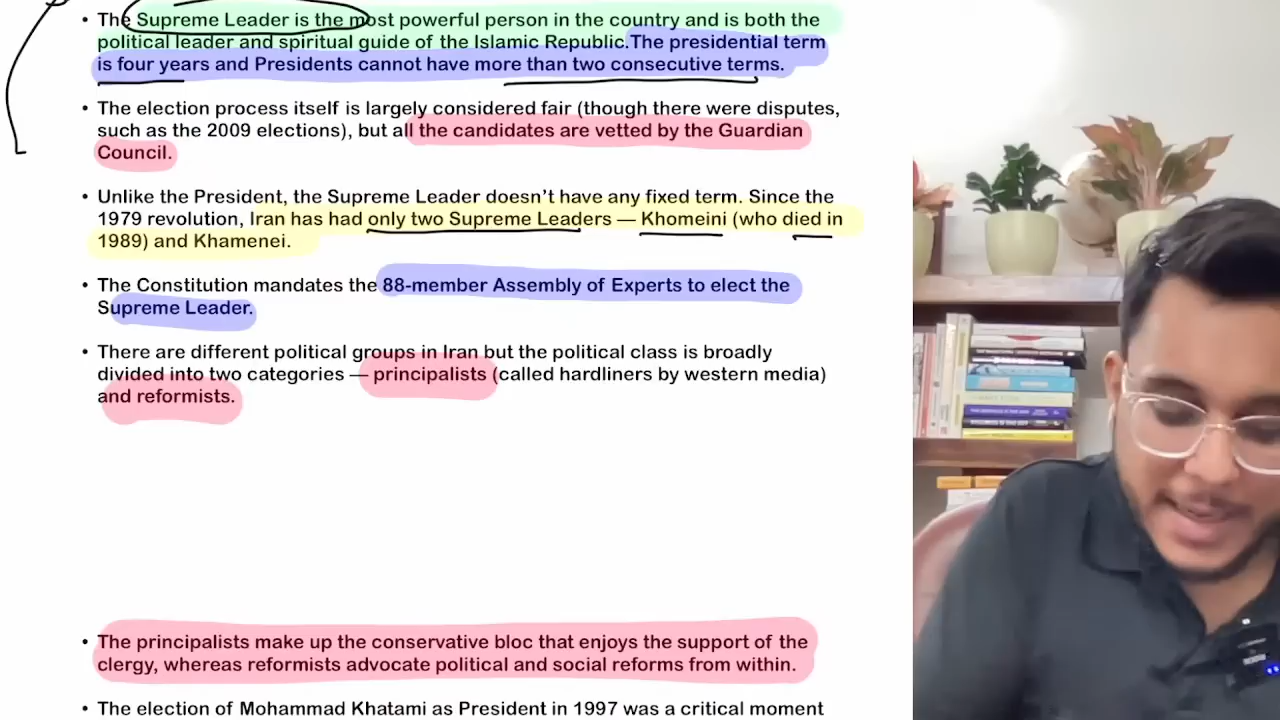 • The Supreme Leader is the most powerful person in the country and is both the
political leader and spiritual guide of the Islamic Republic.The presidential term
is four years and Presidents cannot have more than two consecutive terms.
• The election process itself is largely considered fair (though there were disputes,
such as the 2009 elections), but all the candidates are vetted by the Guardian
Council.
• Unlike the President, the Supreme Leader doesn't have any fixed term. Since the
1979 revolution, Iran has had only two Supreme Leaders — Khomeini (who died in
1989) and Khamenei.
• The Constitution mandates the 88-member Assembly of Experts to elect the
Supreme Leader.
• There are different political groups in Iran but the political class is broadly
divided into two categories — principalists (called hardliners by western media)
and reformists.
• The principalists make up the conservative bloc that enjoys the support of the
clergy, whereas reformists advocate political and social reforms from within.
• The election of Mohammad Khatami as President in 1997 was a critical moment